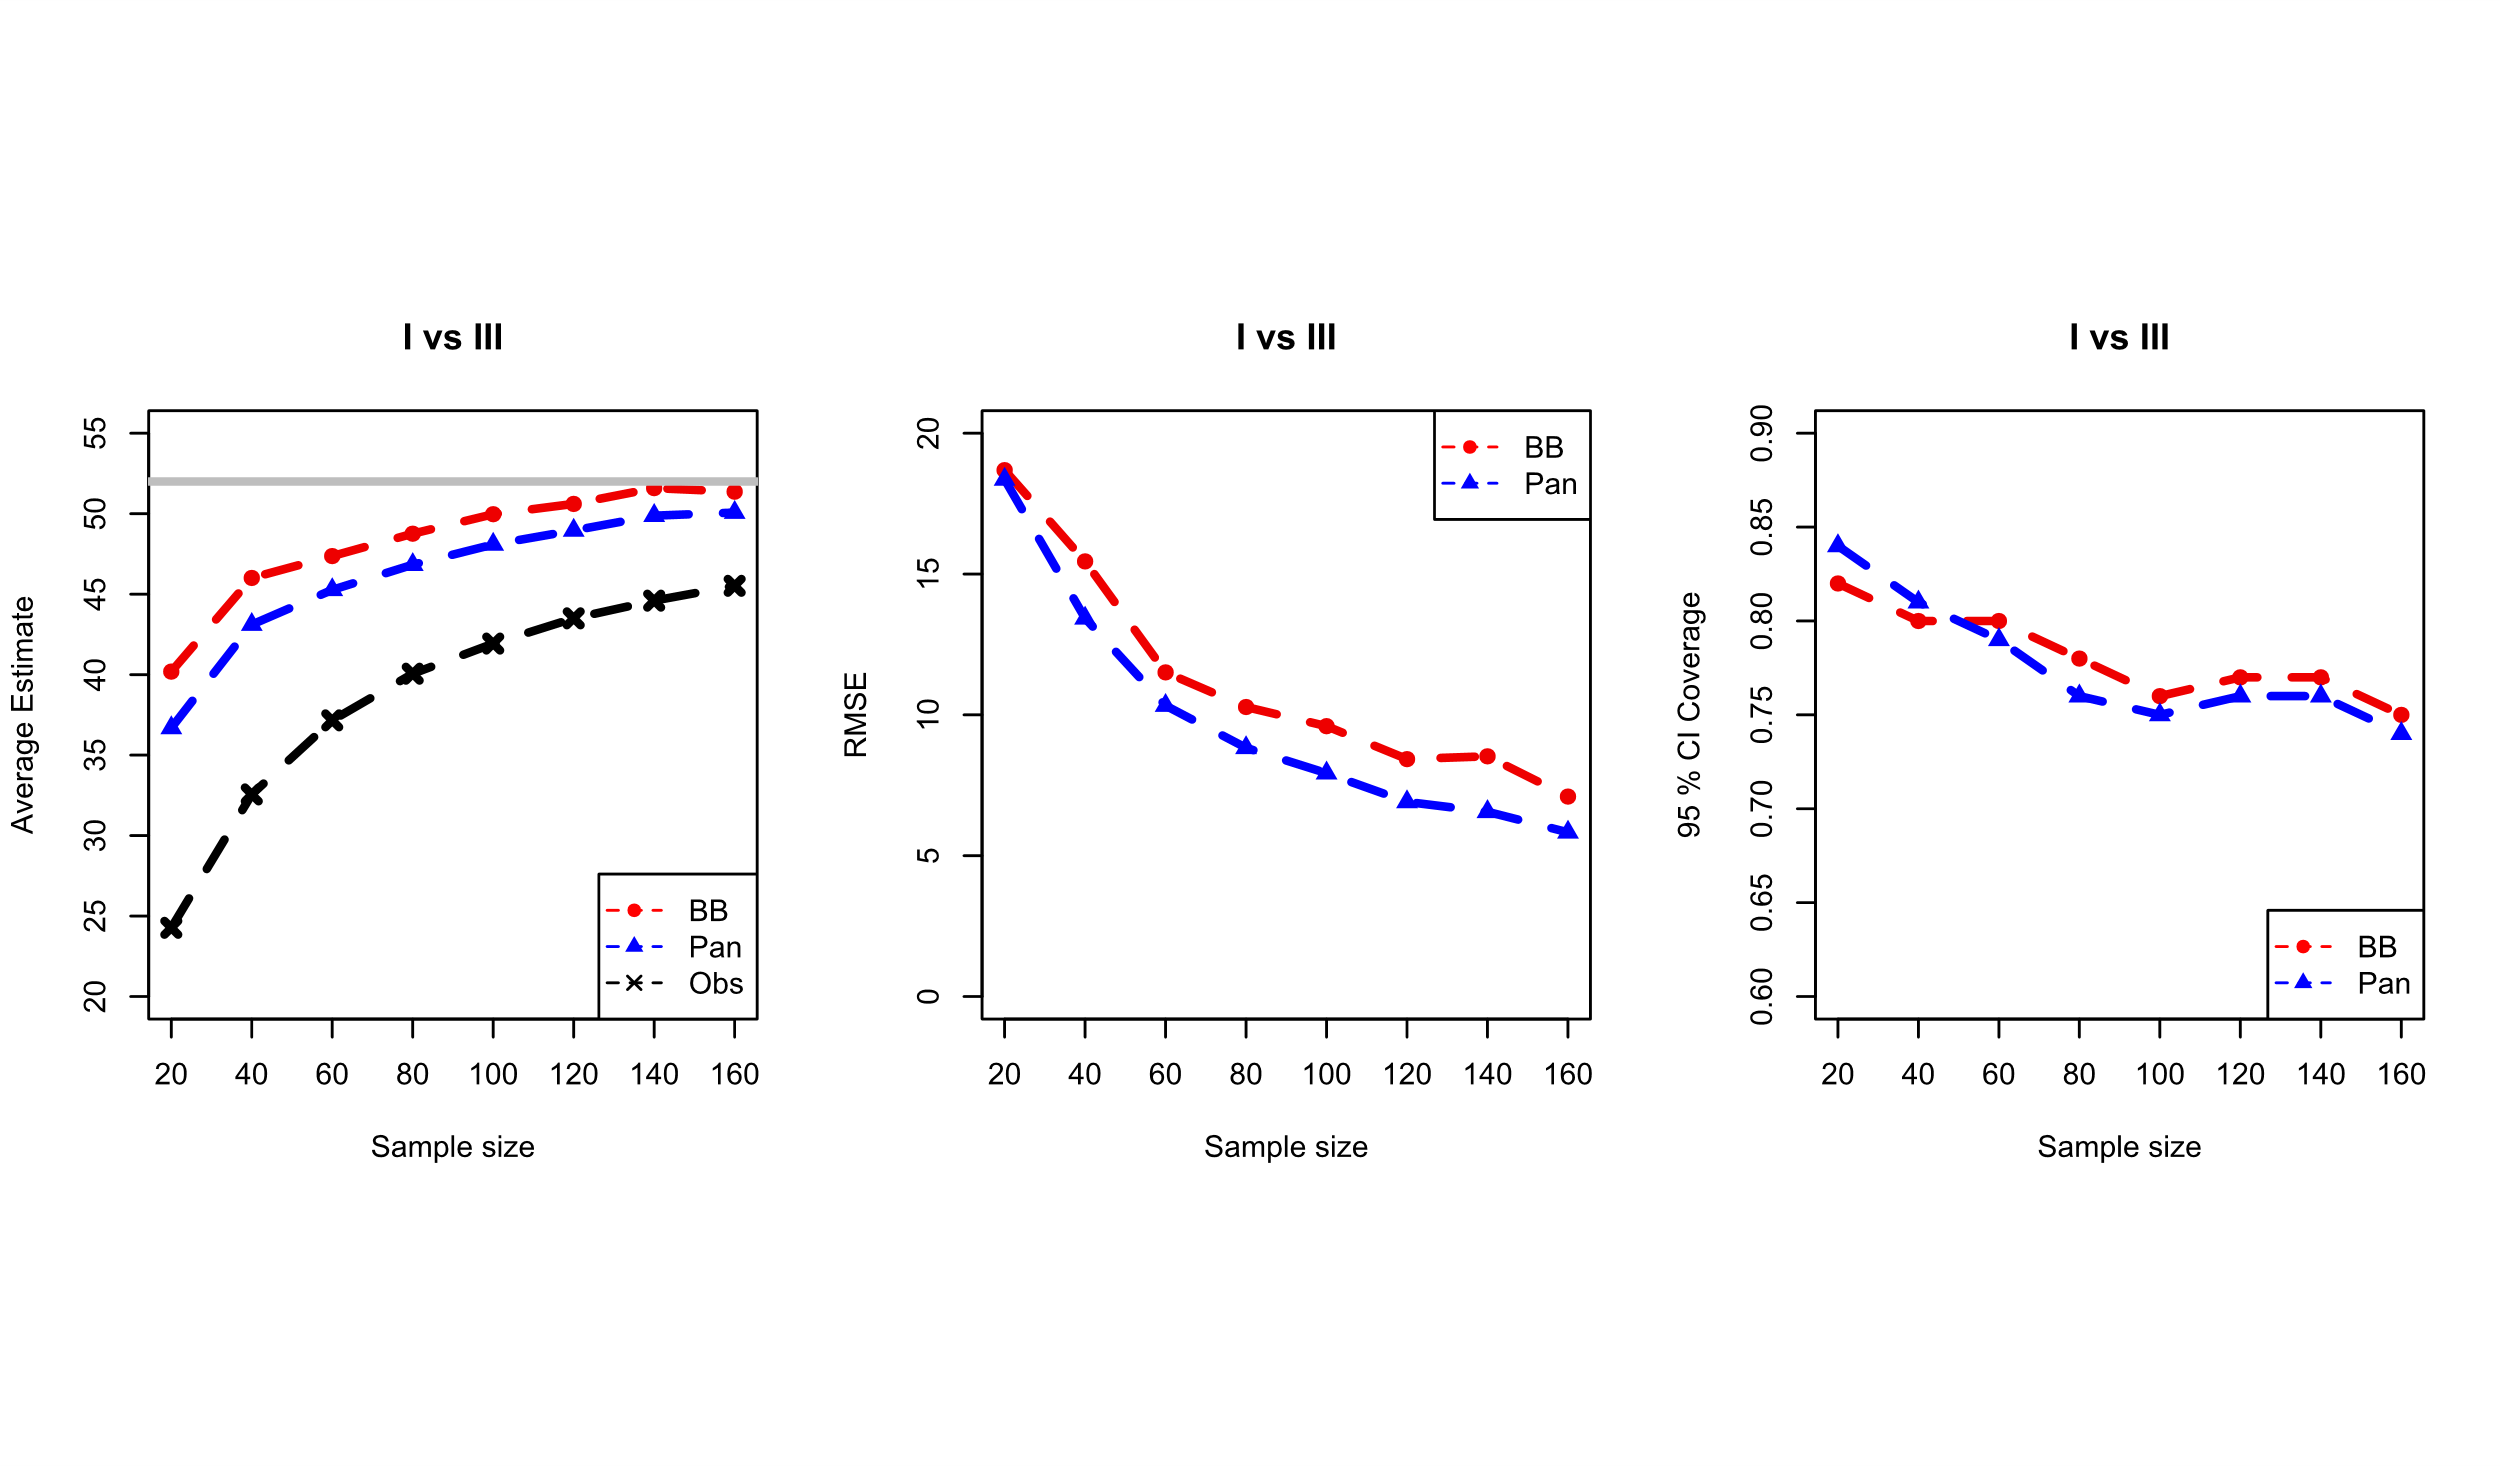 I vs III
Average Estimate
55
50
45
40
35
30
25
20
BB
Pan
Obs
20 40 60 80 100 120 140 160
Sample size
I vs III
RMSE
20
15
10
5
0
BB
Pan
20 40 60 80 100 120 140 160
Sample size
I vs III
95 % CI Coverage
0.90
0.85
0.80
0.75
0.70
0.65
0.60
BB
Pan
20 40 60 80 100 120 140 160
Sample size